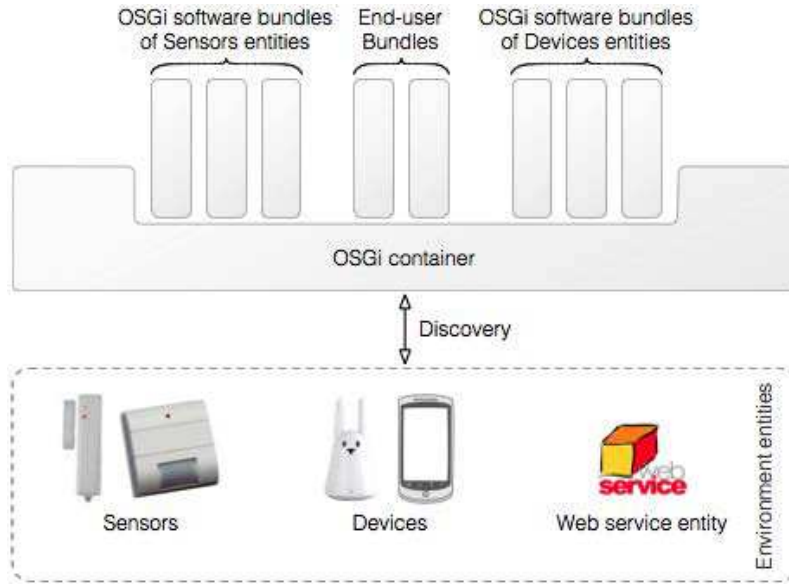 OSGi software bundles
of Sensors entities
End-user
Bundles
OSGi software bundles
of Devices entities
OSGi container
Discovery
Sensors
Devices
web
service
Web service entity
Environment entities